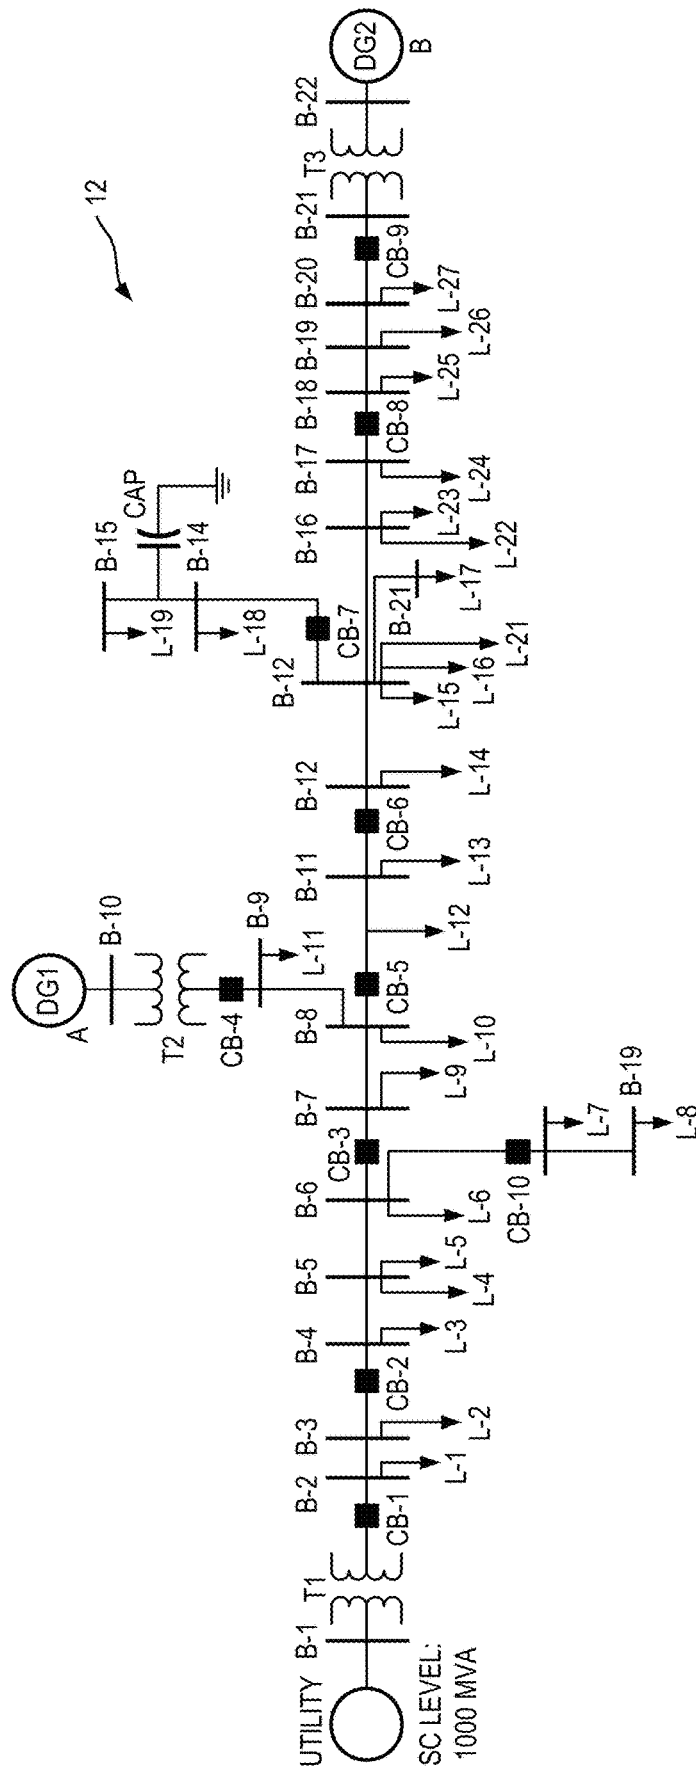 12
UTILITY
SC LEVEL:
1000 MVA
B-1
T1
CB-1
B-2
L-1
B-3
L-2
CB-2
B-4
L-3
B-5
L-4
L-5
B-6
L-6
CB-10
L-7
B-19
L-8
CB-3
B-7
L-9
B-8
L-10
DG1
A
B-10
T2
CB-4
B-9
L-11
CB-5
L-12
B-11
L-13
CB-6
B-12
L-14
B-12
CB-7
L-15
L-16
L-21
B-21
L-17
B-14
L-18
B-15
L-19
CAP
B-16
L-22
L-23
B-17
L-24
CB-8
B-18
L-25
B-19
L-26
B-20
L-27
CB-9
B-21
T3
B-22
DG2
B